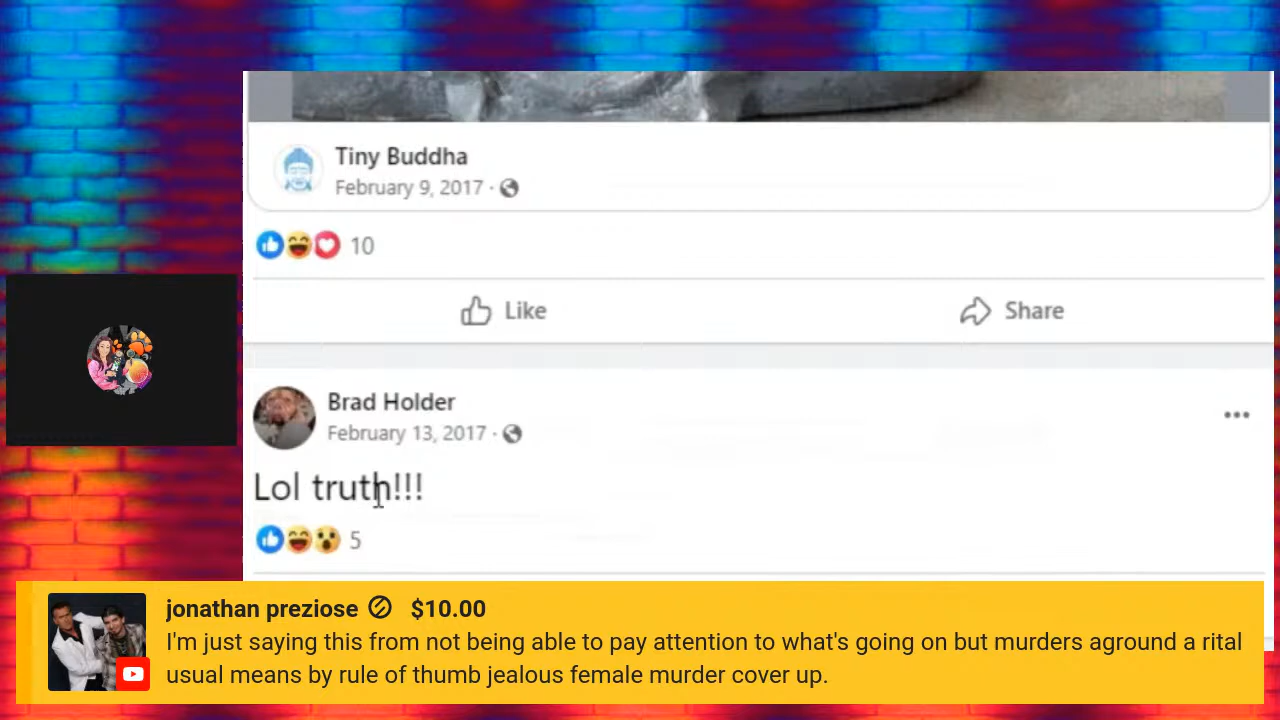 Tiny Buddha
February 9, 2017 ·
10
Like Share
Brad Holder
February 13, 2017 ·
Lol truth!!!
5
jonathan preziose $10.00
I'm just saying this from not being able to pay attention to what's going on but murders aground a rital
usual means by rule of thumb jealous female murder cover up.